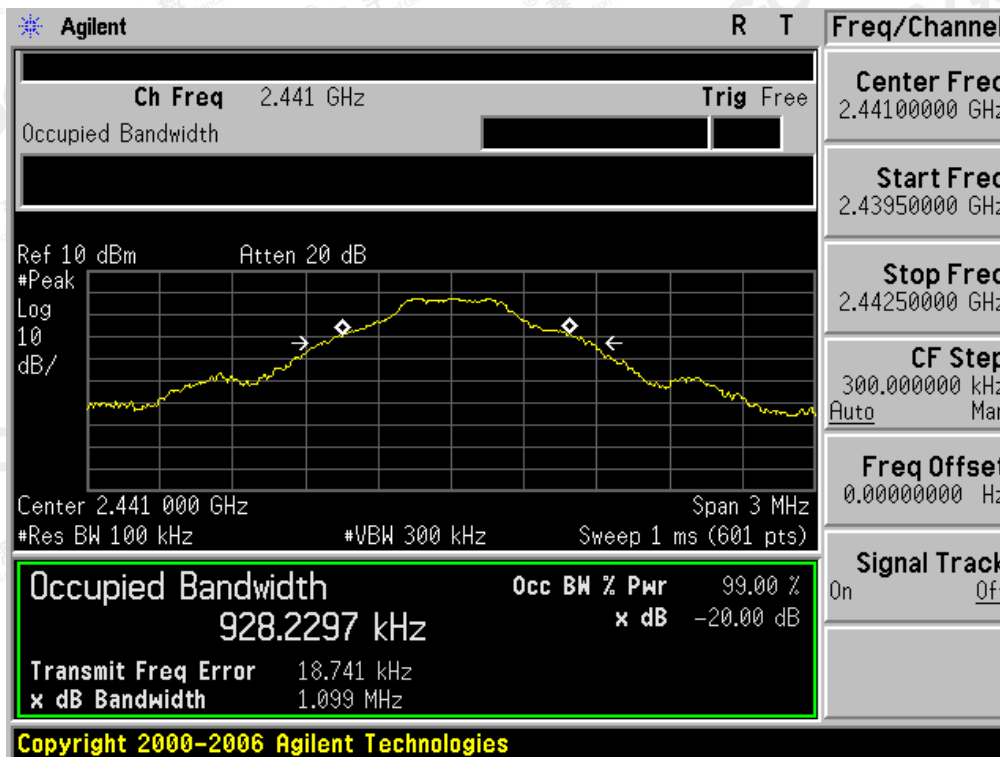 Agilent R T Freq/Channel
Ch Freq 2.441 GHz Trig Free
Occupied Bandwidth
Center Freq
2.44100000 GHz
Start Freq
2.43950000 GHz
Stop Freq
2.44250000 GHz
CF Step
300.000000 kHz
Auto Man
Freq Offset
0.00000000 Hz
Signal Track
On Off
Ref 10 dBm Atten 20 dB
#Peak
Log
10
dB/
Center 2.441 000 GHz Span 3 MHz
#Res BW 100 kHz #VBW 300 kHz Sweep 1 ms (601 pts)
Occupied Bandwidth Occ BW % Pwr 99.00 %
928.2297 kHz x dB -20.00 dB
Transmit Freq Error 18.741 kHz
x dB Bandwidth 1.099 MHz
Copyright 2000-2006 Agilent Technologies